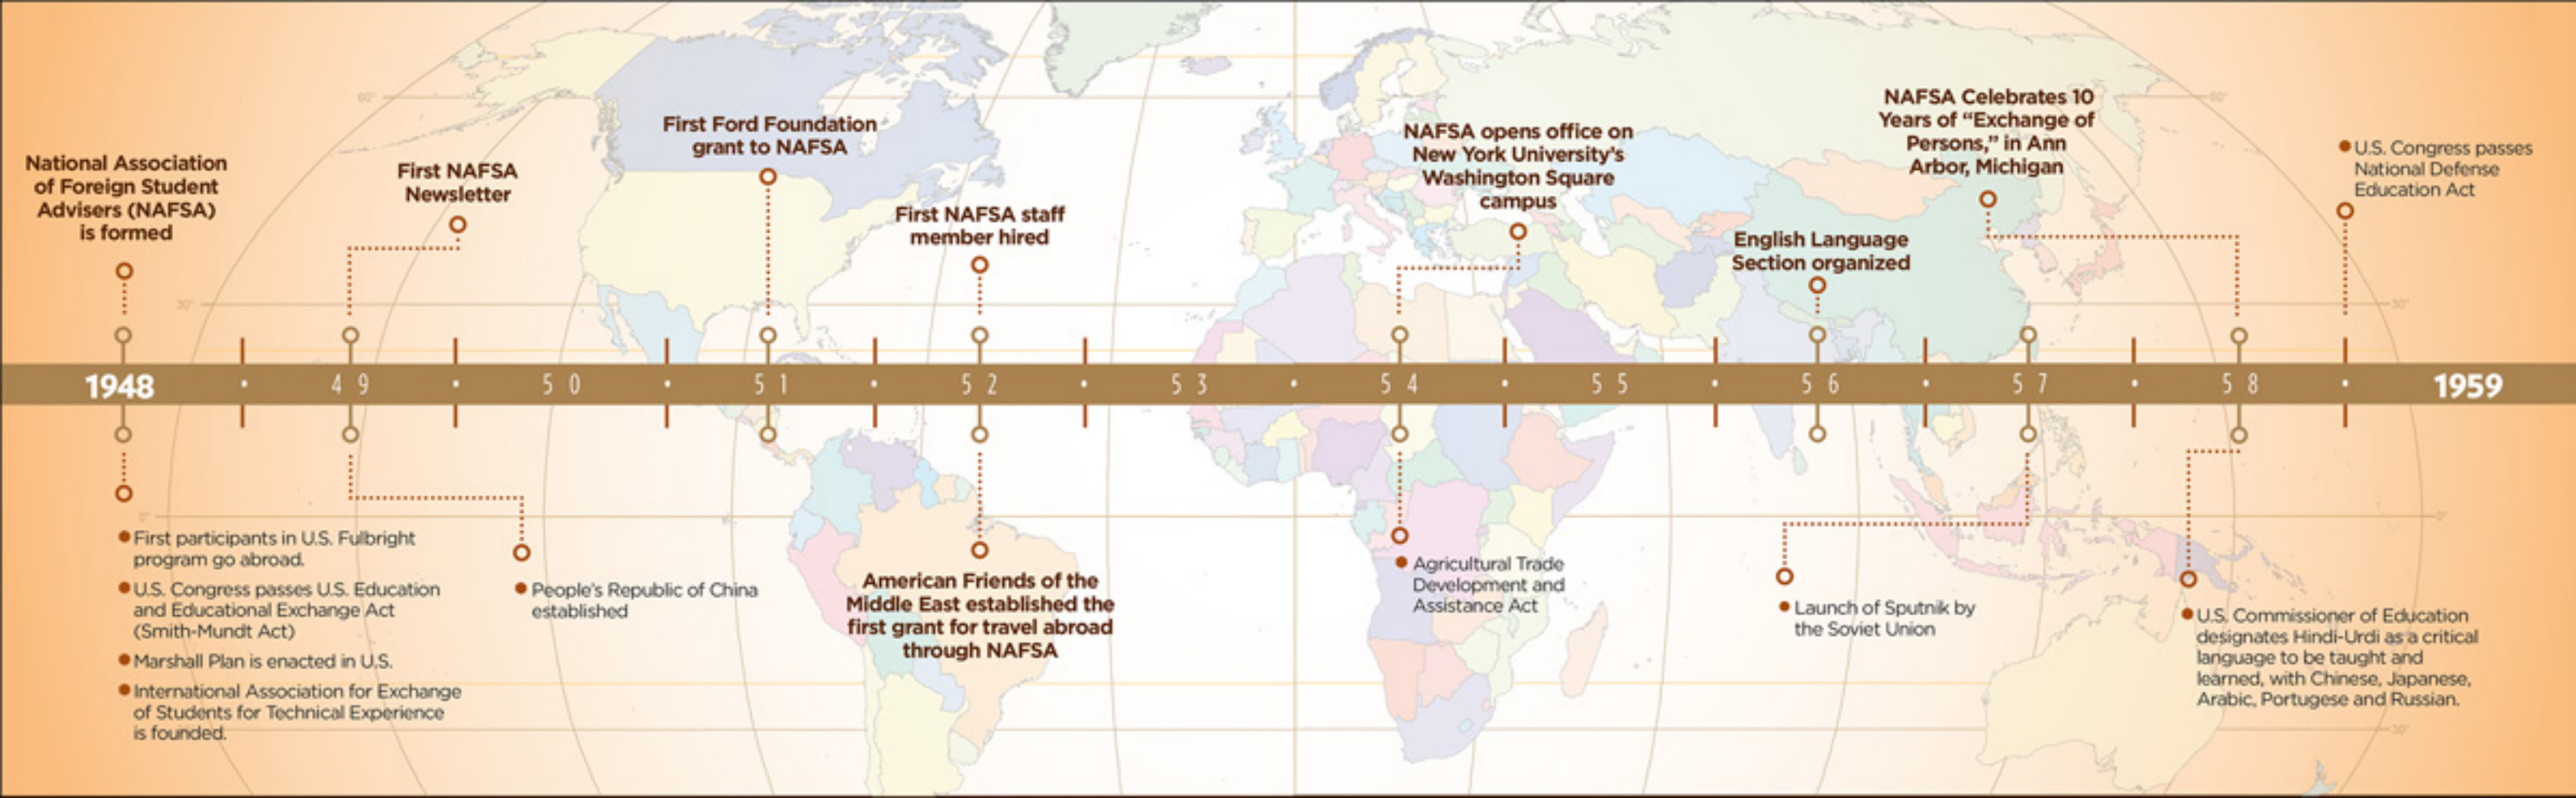 National Association
of Foreign Student
Advisers (NAFSA)
is formed
First NAFSA
Newsletter
First Ford Foundation
grant to NAFSA
First NAFSA staff
member hired
NAFSA opens office on
New York University's
Washington Square
campus
English Language
Section organized
NAFSA Celebrates 10
Years of “Exchange of
Persons,” in Ann
Arbor, Michigan
U.S. Congress passes
National Defense
Education Act
60°
60°
30°
30°
1948 • 49 • 50 • 51 • 52 • 53 • 54 • 55 • 56 • 57 • 58 • 1959
0°
0°
First participants in U.S. Fulbright
program go abroad.
U.S. Congress passes U.S. Education
and Educational Exchange Act
(Smith-Mundt Act)
Marshall Plan is enacted in U.S.
International Association for Exchange
of Students for Technical Experience
is founded.
People's Republic of China
established
American Friends of the
Middle East established the
first grant for travel abroad
through NAFSA
Agricultural Trade
Development and
Assistance Act
Launch of Sputnik by
the Soviet Union
U.S. Commissioner of Education
designates Hindi-Urdi as a critical
language to be taught and
learned, with Chinese, Japanese,
Arabic, Portugese and Russian.
30°